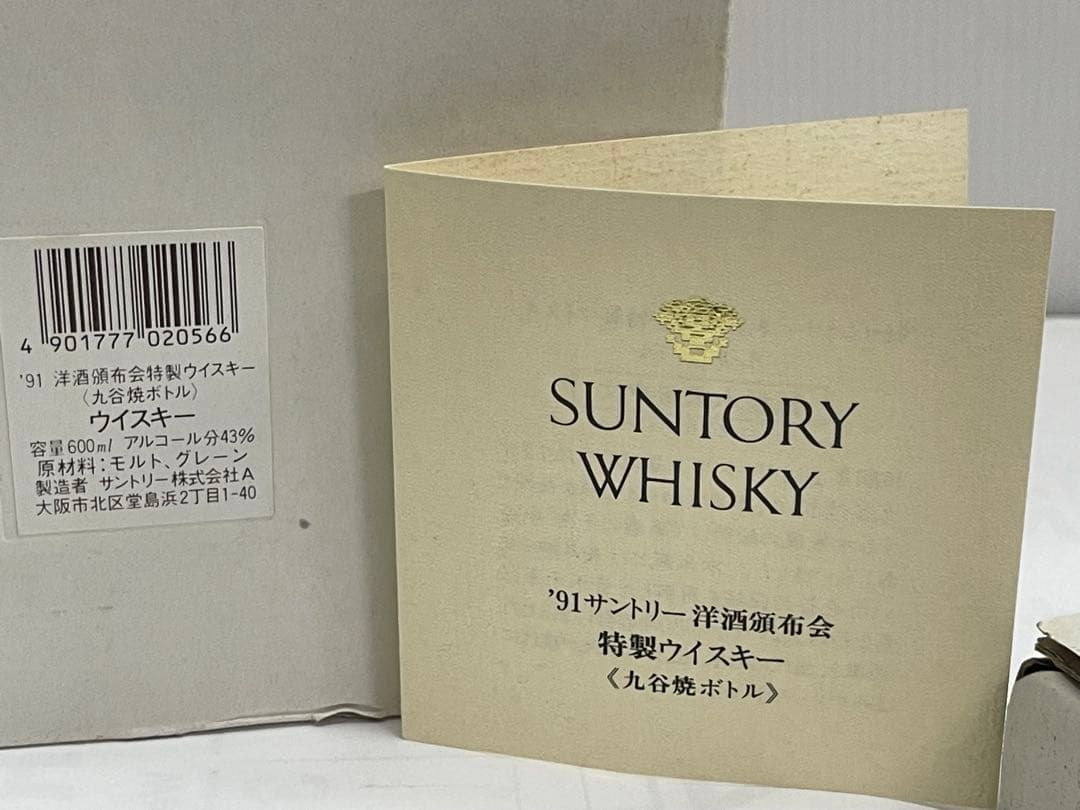 4 901777 020566
'91 洋酒頒布会特製ウイスキー
〈九谷焼ボトル〉
ウイスキー
容量600ml アルコール分43%
原材料:モルト、グレーン
製造者 サントリー株式会社A
大阪市北区堂島浜2丁目1-40
SUNTORY
WHISKY
'91サントリー洋酒頒布会
特製ウイスキー
《九谷焼ボトル》